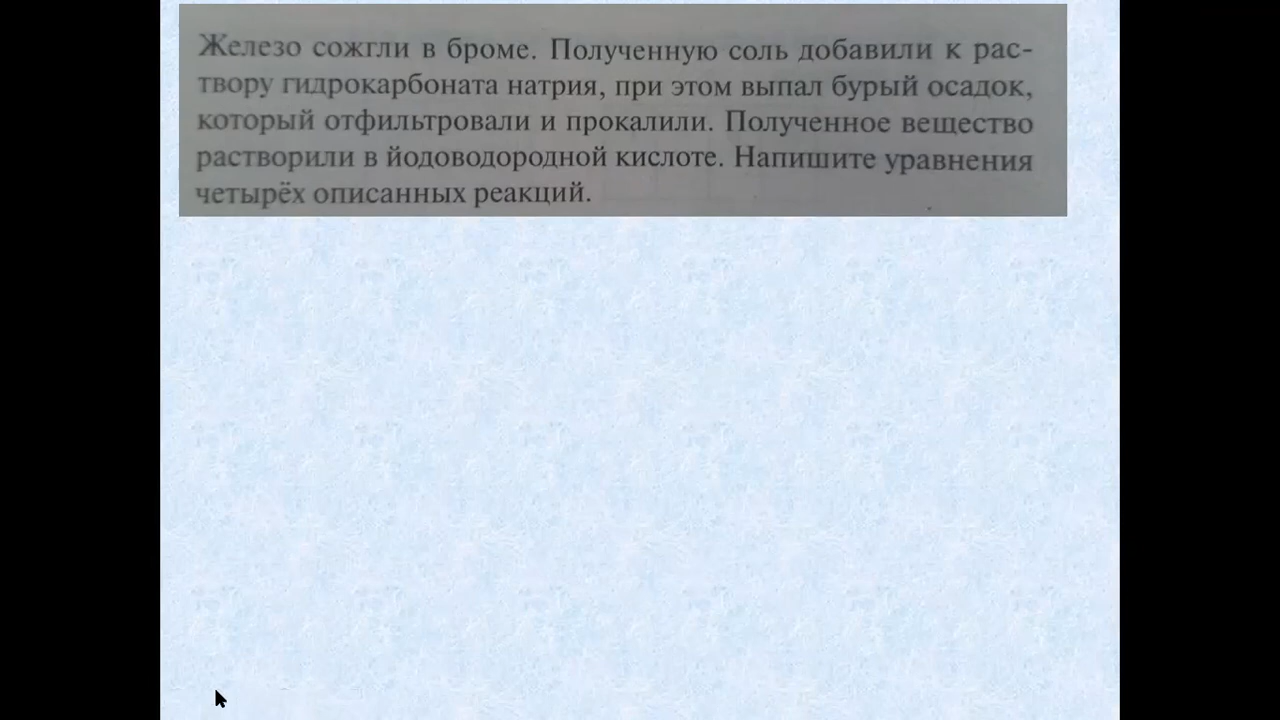 Железо сожгли в броме. Полученную соль добавили к рас-
твору гидрокарбоната натрия, при этом выпал бурый осадок,
который отфильтровали и прокалили. Полученное вещество
растворили в йодоводородной кислоте. Напишите уравнения
четырёх описанных реакций.